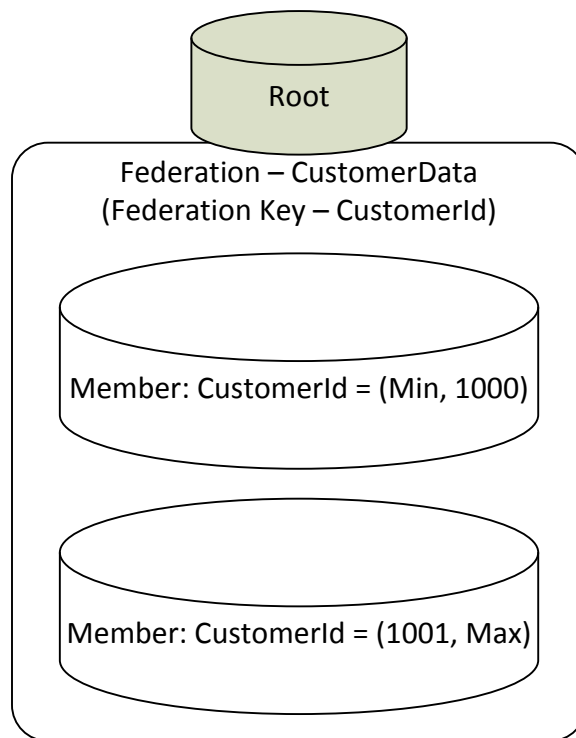 Root
Federation – CustomerData
(Federation Key – CustomerId)
Member: CustomerId = (Min, 1000)
Member: CustomerId = (1001, Max)